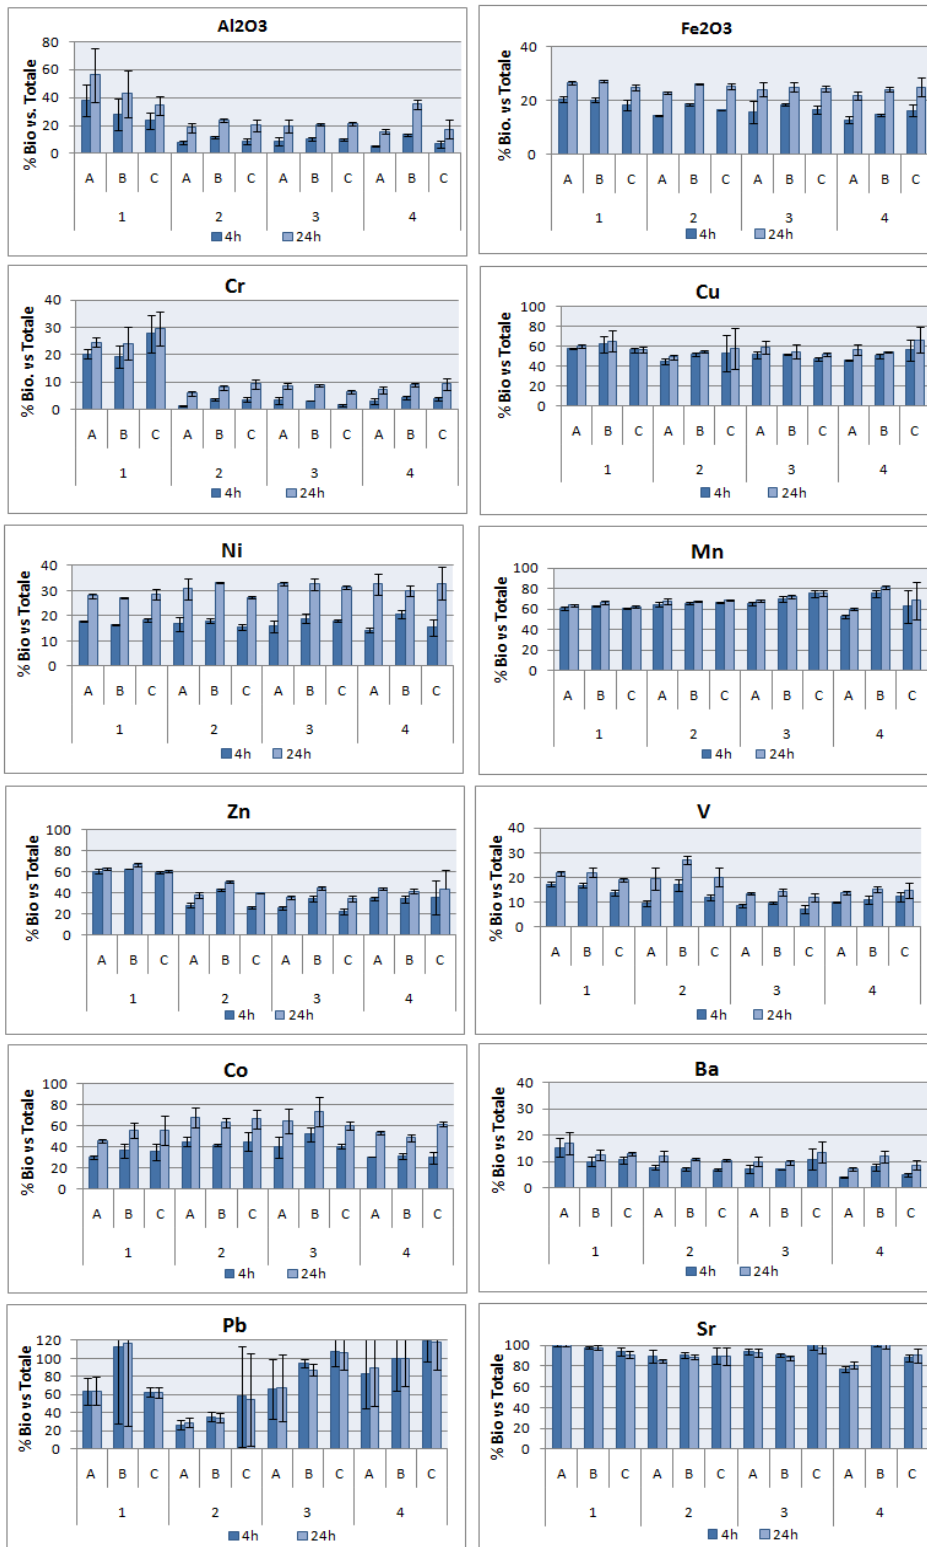 Al2O3
% Bio vs Totale
80
60
40
20
0
A B C A B C A B C A B C
1 2 3 4
4h 24h
Fe2O3
% Bio. vs Totale
40
20
0
A B C A B C A B C A B C
1 2 3 4
4h 24h
Cr
% Bio. vs Totale
40
30
20
10
0
A B C A B C A B C A B C
1 2 3 4
4h 24h
Cu
% Bio vs Totale
100
80
60
40
20
0
A B C A B C A B C A B C
1 2 3 4
4h 24h
Ni
% Bio vs Totale
40
30
20
10
0
A B C A B C A B C A B C
1 2 3 4
4h 24h
Mn
% Bio vs Totale
100
80
60
40
20
0
A B C A B C A B C A B C
1 2 3 4
4h 24h
Zn
% Bio vs Totale
100
80
60
40
20
0
A B C A B C A B C A B C
1 2 3 4
4h 24h
V
% Bio vs Totale
40
30
20
10
0
A B C A B C A B C A B C
1 2 3 4
4h 24h
Co
% Bio vs Totale
100
80
60
40
20
0
A B C A B C A B C A B C
1 2 3 4
4h 24h
Ba
% Bio vs Totale
40
30
20
10
0
A B C A B C A B C A B C
1 2 3 4
4h 24h
Pb
% Bio vs Totale
120
100
80
60
40
20
0
A B C A B C A B C A B C
1 2 3 4
4h 24h
Sr
% Bio vs Totale
100
80
60
40
20
0
A B C A B C A B C A B C
1 2 3 4
4h 24h